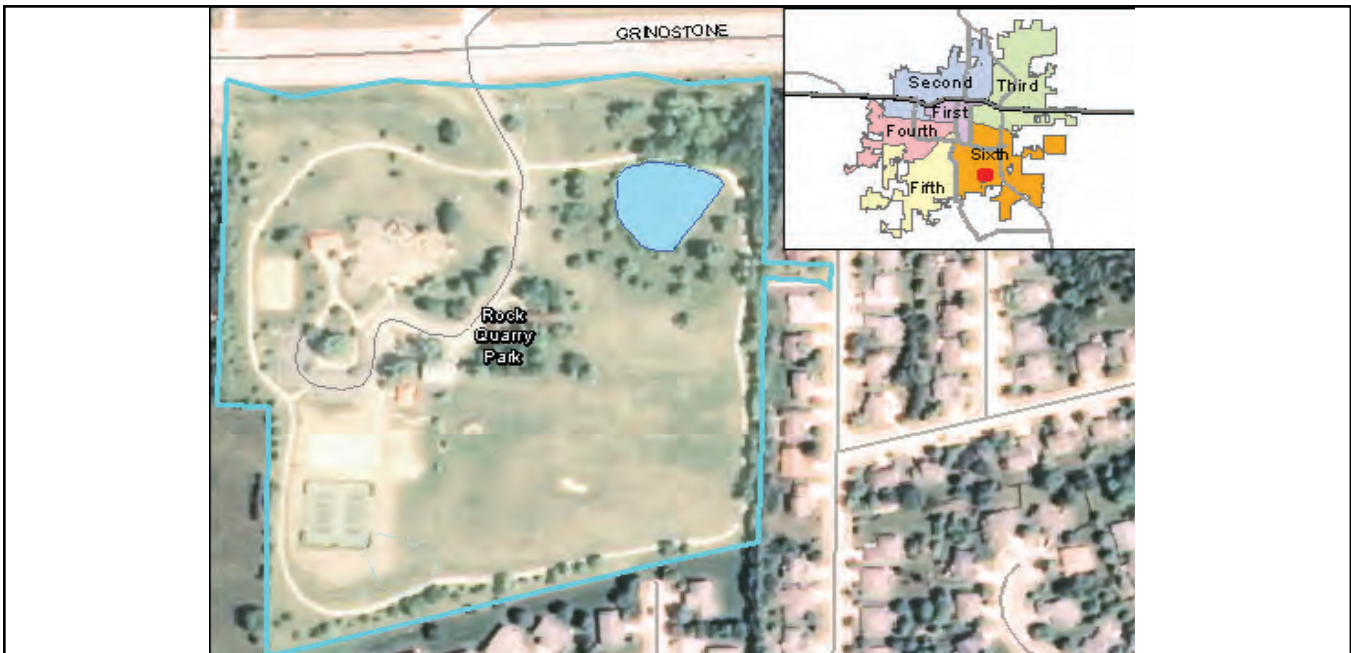 GRINDSTONE
Second
Third
First
Fourth
Sixth
Fifth
Rock
Quarry
Park